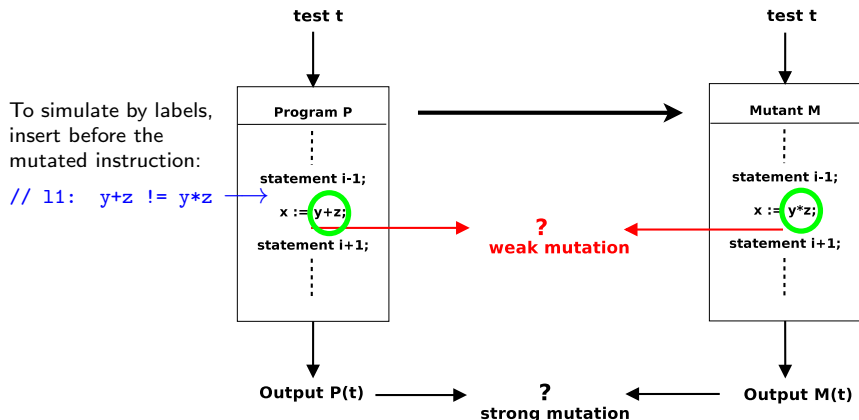 test t
test t
To simulate by labels,
insert before the
mutated instruction:
// l1: y+z != y*z
Program P
statement i-1;
x := y+z;
statement i+1;
?
weak mutation
Mutant M
statement i-1;
x := y*z;
statement i+1;
Output P(t)
?
strong mutation
Output M(t)